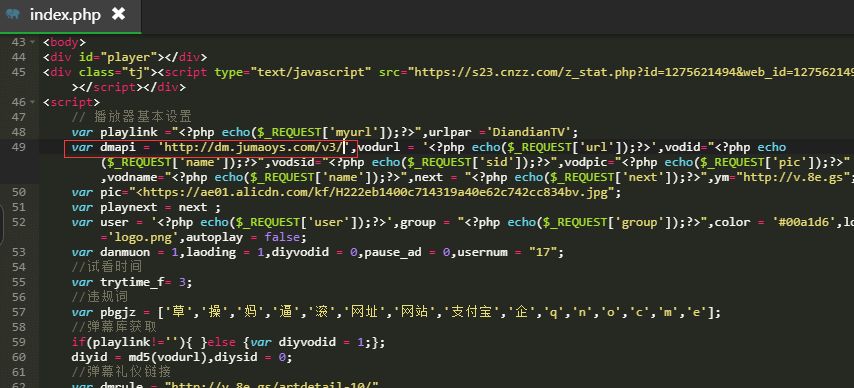 index.php ✖
43 <body>
44 <div id="player"></div>
45 <div class="tj"><script type="text/javascript" src="https://s23.cnzz.com/z_stat.php?id=1275621494&web_id=1275621494
></script></div>
46 <script>
47 // 播放器基本设置
48 var playlink ="<?php echo($_REQUEST['myurl']);?>",urlpar ='DiandianTV';
49 var dmapi = 'http://dm.jumaoys.com/v3/',vodurl = '<?php echo($_REQUEST['url']);?>',vodid="<?php echo
($_REQUEST['name']);?>",vodsid="<?php echo($_REQUEST['sid']);?>",vodpic="<?php echo($_REQUEST['pic']);?>"
,vodname="<?php echo($_REQUEST['name']);?>",next = "<?php echo($_REQUEST['next']);?>",ym="http://v.8e.gs"
50 var pic="<https://ae01.alicdn.com/kf/H222eb1400c714319a40e62c742cc834bv.jpg";
51 var playnext = next ;
52 var user = '<?php echo($_REQUEST['user']);?>',group = "<?php echo($_REQUEST['group']);?>",color = '#00a1d6',lo
='logo.png',autoplay = false;
53 var danmuon = 1,laoding = 1,diyvodid = 0,pause_ad = 0,usernum = "17";
54 //试看时间
55 var trytime_f= 3;
56 //违规词
57 var pbgjz = ['草','操','妈','逼','滚','网址','网站','支付宝','企','q','n','o','c','m','e'];
58 //弹幕库获取
59 if(playlink!=''){ }else {var diyvodid = 1;};
60 diyid = md5(vodurl),diysid = 0;
61 //弹幕礼仪链接
62 var dmrule = "http://v.8e.gs/artdetail-10/"